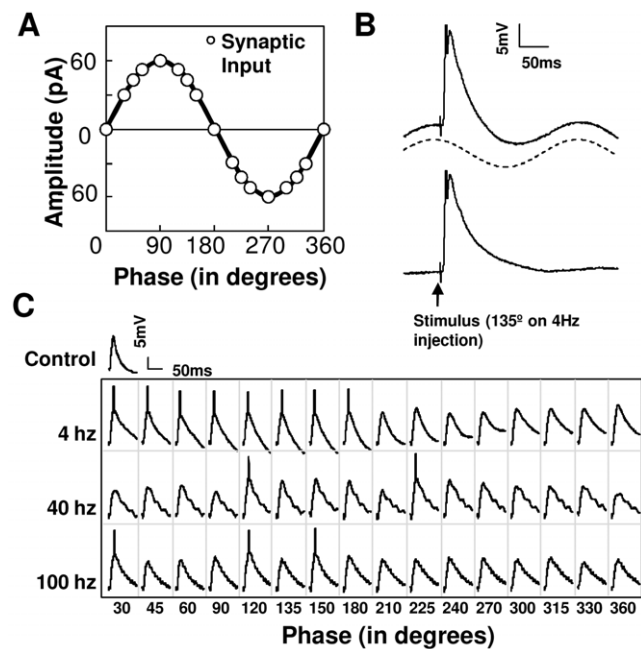 A
Synaptic
Input
Amplitude (pA)
60
0
60
0 90 180 270 360
Phase (in degrees)
B
5mV
50ms
Stimulus (135º on 4Hz
injection)
C
Control
5mV
50ms
4 hz
40 hz
100 hz
30 45 60 90 120 135 150 180 210 225 240 270 300 315 330 360
Phase (in degrees)